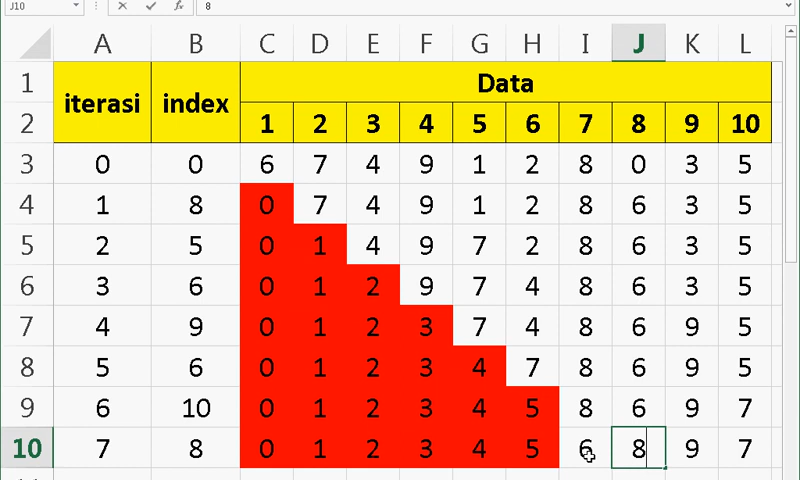 J10 8
A B C D E F G H I J K L
1 iterasi index Data
2 1 2 3 4 5 6 7 8 9 10
3 0 0 6 7 4 9 1 2 8 0 3 5
4 1 8 0 7 4 9 1 2 8 6 3 5
5 2 5 0 1 4 9 7 2 8 6 3 5
6 3 6 0 1 2 9 7 4 8 6 3 5
7 4 9 0 1 2 3 7 4 8 6 9 5
8 5 6 0 1 2 3 4 7 8 6 9 5
9 6 10 0 1 2 3 4 5 8 6 9 7
10 7 8 0 1 2 3 4 5 6 8 9 7